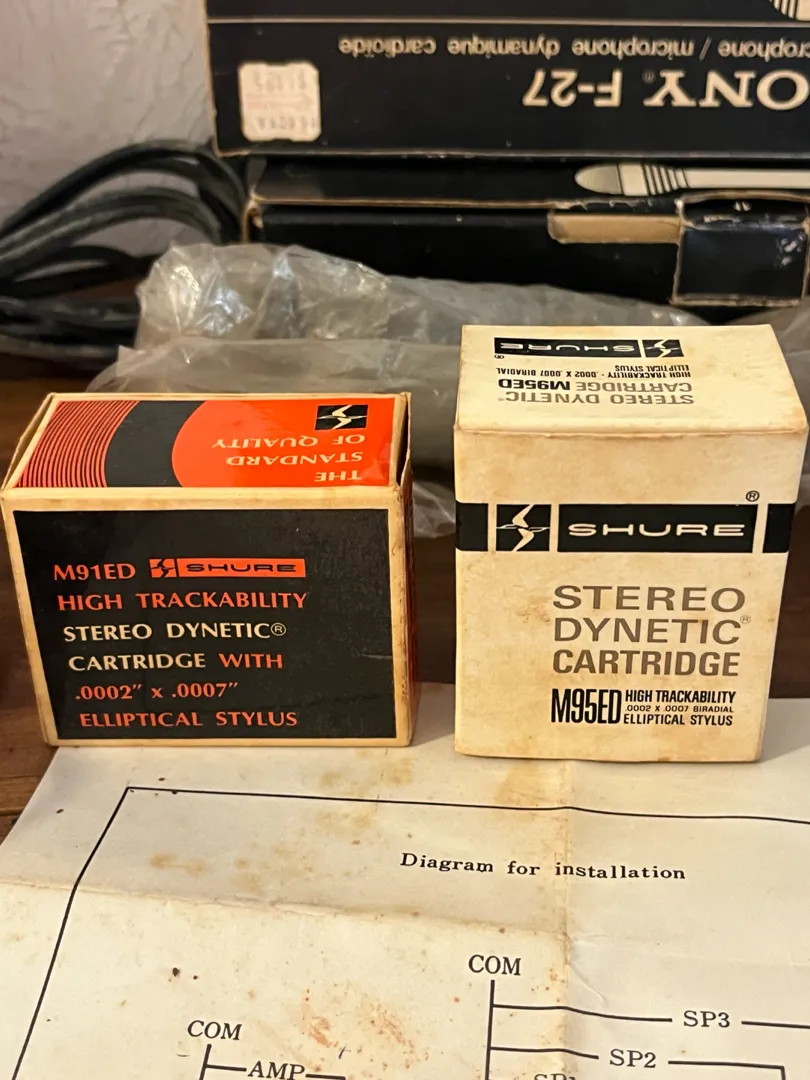 microphone dynamique cardioïde
crophone /
ONY® F-27
THE
STANDARD
OF QUALITY
M91ED SHURE
HIGH TRACKABILITY
STEREO DYNETIC®
CARTRIDGE WITH
.0002" x .0007"
ELLIPTICAL STYLUS
SHURE®
STEREO DYNETIC®
CARTRIDGE M95ED
HIGH TRACKABILITY - .0002 X .0007 BIRADIAL
ELLIPTICAL STYLUS
SHURE®
STEREO
DYNETIC®
CARTRIDGE
M95ED HIGH TRACKABILITY
.0002 X .0007 BIRADIAL
ELLIPTICAL STYLUS
Diagram for installation
COM
SP3
COM
SP2
AMP